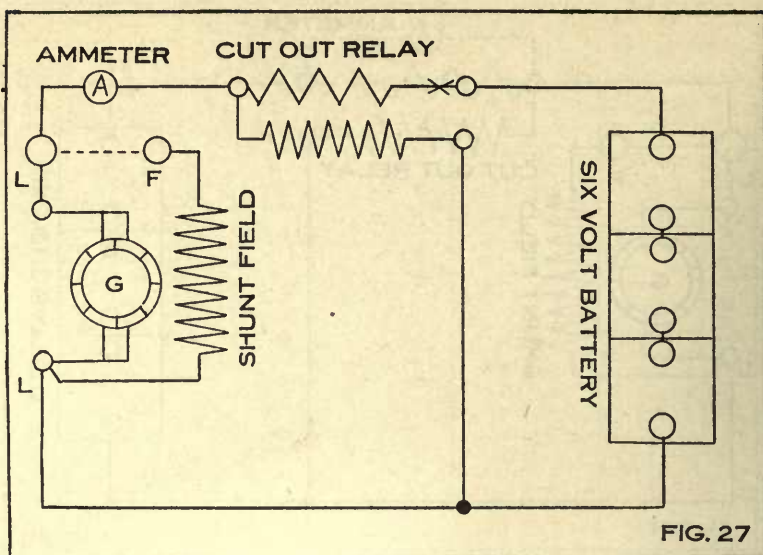 CUT OUT RELAY
AMMETER
A
L
F
G
SHUNT FIELD
SIX VOLT BATTERY
L
FIG. 27